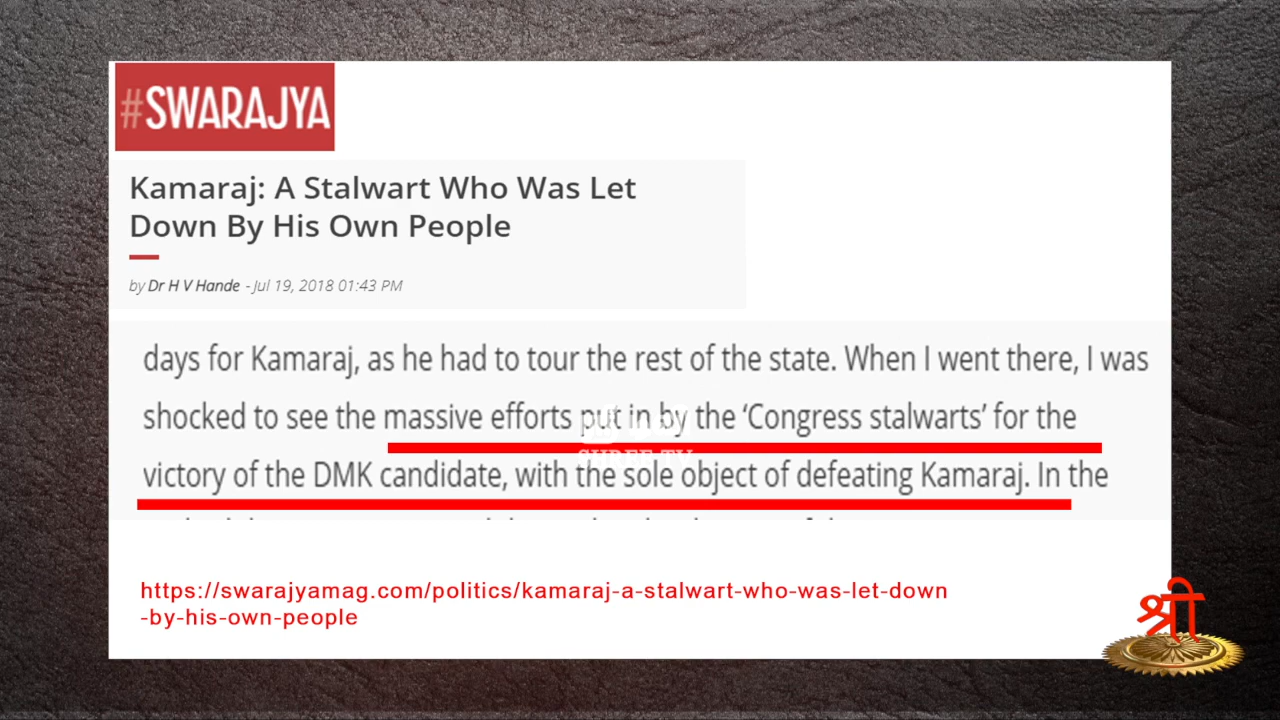 #SWARAJYA
Kamaraj: A Stalwart Who Was Let
Down By His Own People
by Dr H V Hande - Jul 19, 2018 01:43 PM
days for Kamaraj, as he had to tour the rest of the state. When I went there, I was
shocked to see the massive efforts put in by the ‘Congress stalwarts’ for the
SHREE TV
victory of the DMK candidate, with the sole object of defeating Kamaraj. In the
https://swarajyamag.com/politics/kamaraj-a-stalwart-who-was-let-down
-by-his-own-people
श्री